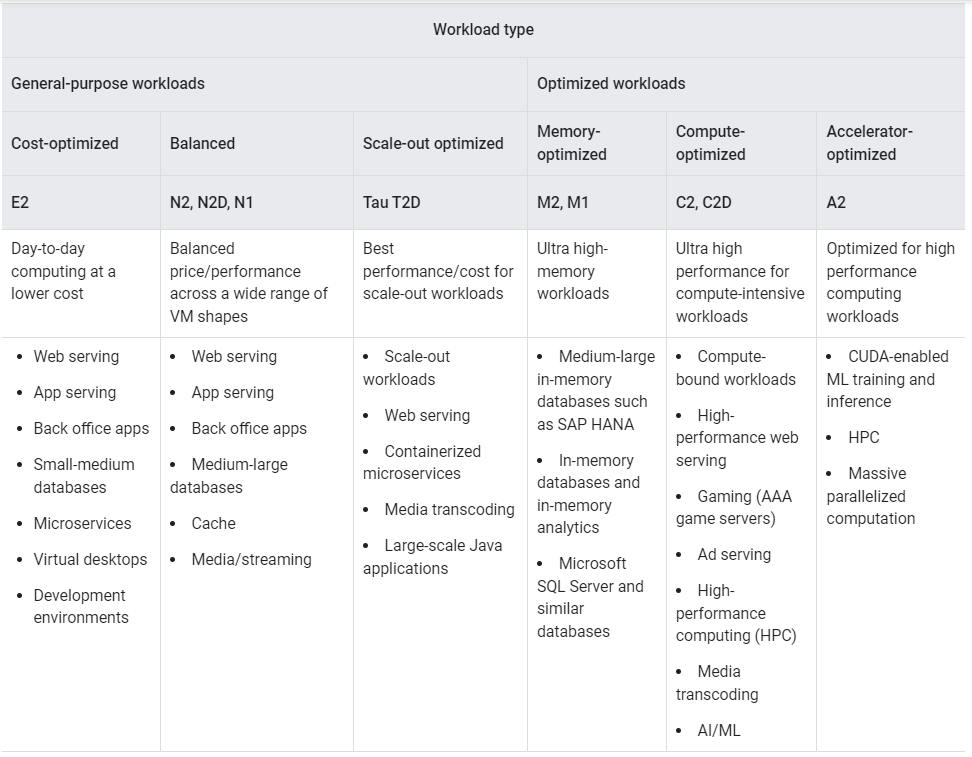 Workload type
General-purpose workloads
Optimized workloads
Cost-optimized
Balanced
Scale-out optimized
Memory-
optimized
Compute-
optimized
Accelerator-
optimized
E2
N2, N2D, N1
Tau T2D
M2, M1
C2, C2D
A2
Day-to-day
computing at a
lower cost
Balanced
price/performance
across a wide range of
VM shapes
Best
performance/cost for
scale-out workloads
Ultra high-
memory
workloads
Ultra high
performance for
compute-intensive
workloads
Optimized for high
performance
computing
workloads
• Web serving
• App serving
• Back office apps
• Small-medium
databases
• Microservices
• Virtual desktops
• Development
environments
• Web serving
• App serving
• Back office apps
• Medium-large
databases
• Cache
• Media/streaming
• Scale-out
workloads
• Web serving
• Containerized
microservices
• Media transcoding
• Large-scale Java
applications
• Medium-large
in-memory
databases such
as SAP HANA
• In-memory
databases and
in-memory
analytics
• Microsoft
SQL Server and
similar
databases
• Compute-
bound workloads
• High-
performance web
serving
• Gaming (AAA
game servers)
• Ad serving
• High-
performance
computing (HPC)
• Media
transcoding
• AI/ML
• CUDA-enabled
ML training and
inference
• HPC
• Massive
parallelized
computation